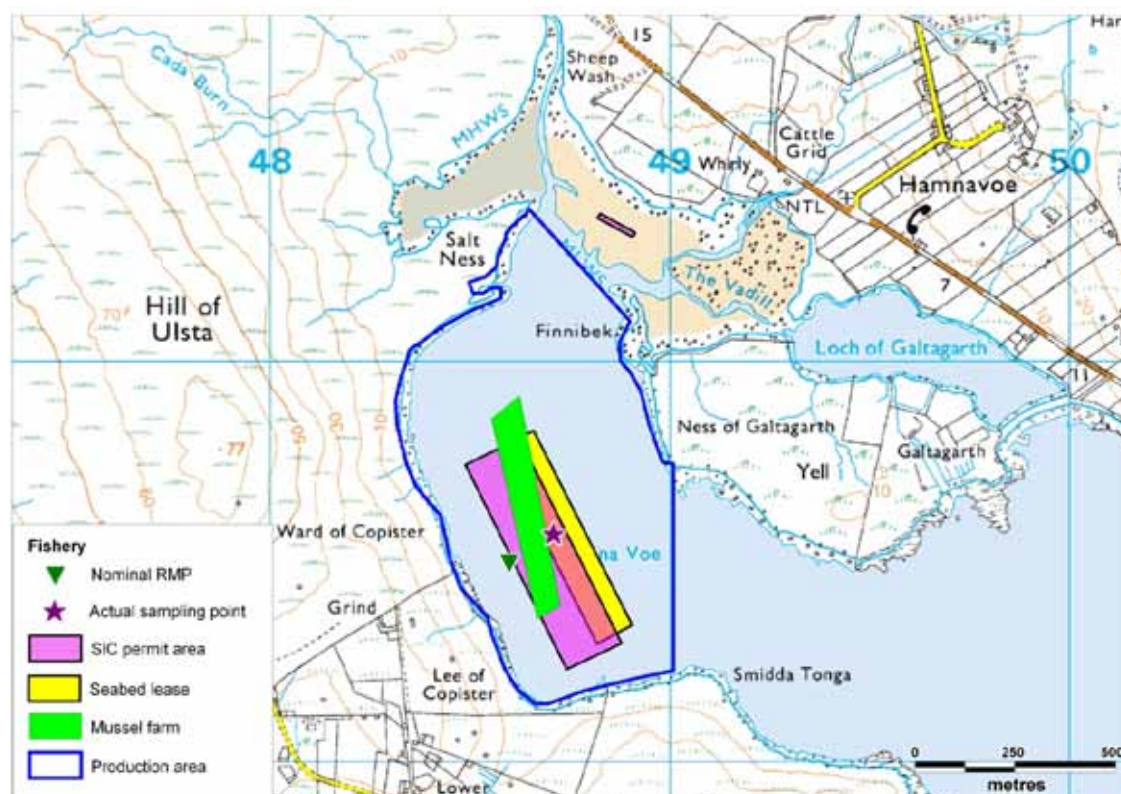 15
Har
Sheep
Wash
Cada Burn
MHWS
Cattle
Grid
48
49
50
Whirly
Hamnavoe
NTL
Salt
Ness
The Vadill
7
Hill of
Ulsta
70
10
Finnibek
Loch of Galtagarth
11
50
30
10
Ness of Galtagarth
Galtagarth
77
Yell
60
10
Ward of Copister
na Voe
Fishery
Nominal RMP
Actual sampling point
SIC permit area
Seabed lease
Mussel farm
Production area
Grind
Lee of
Copister
Smidda Tonga
Lower
0 250 500
metres